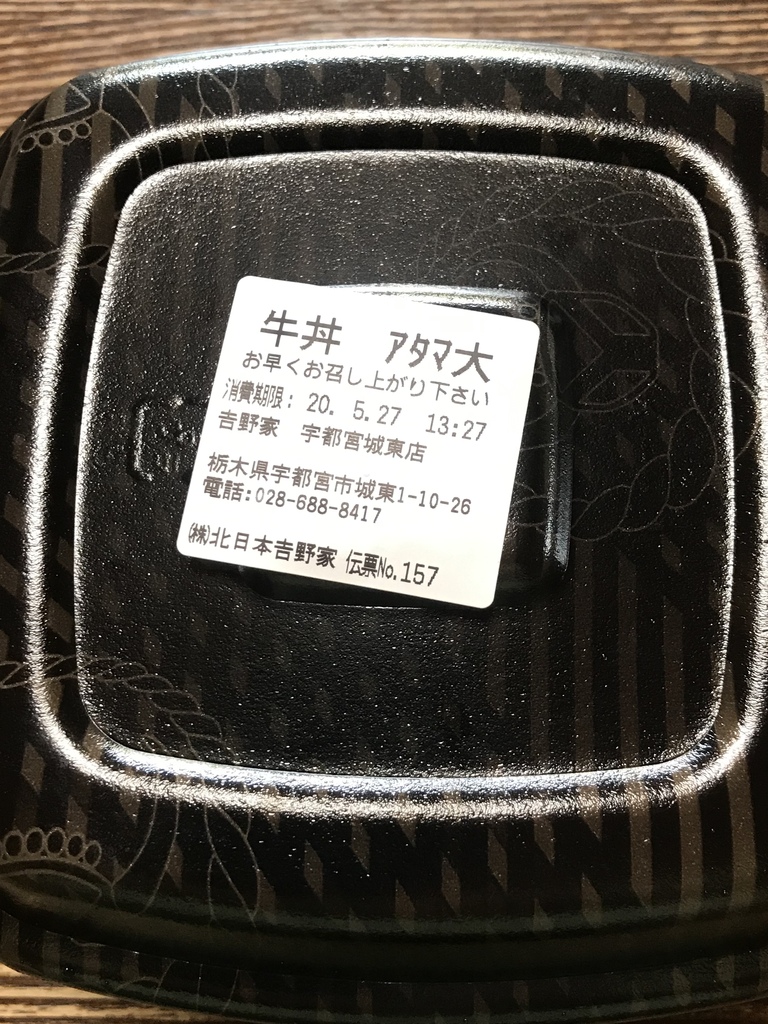 牛丼　ｱﾀﾏ大
お早くお召し上がり下さい
消費期限: 20. 5.27　13:27
吉野家　宇都宮城東店
栃木県宇都宮市城東1-10-26
電話:028-688-8417
㈱北日本吉野家 伝票No.157